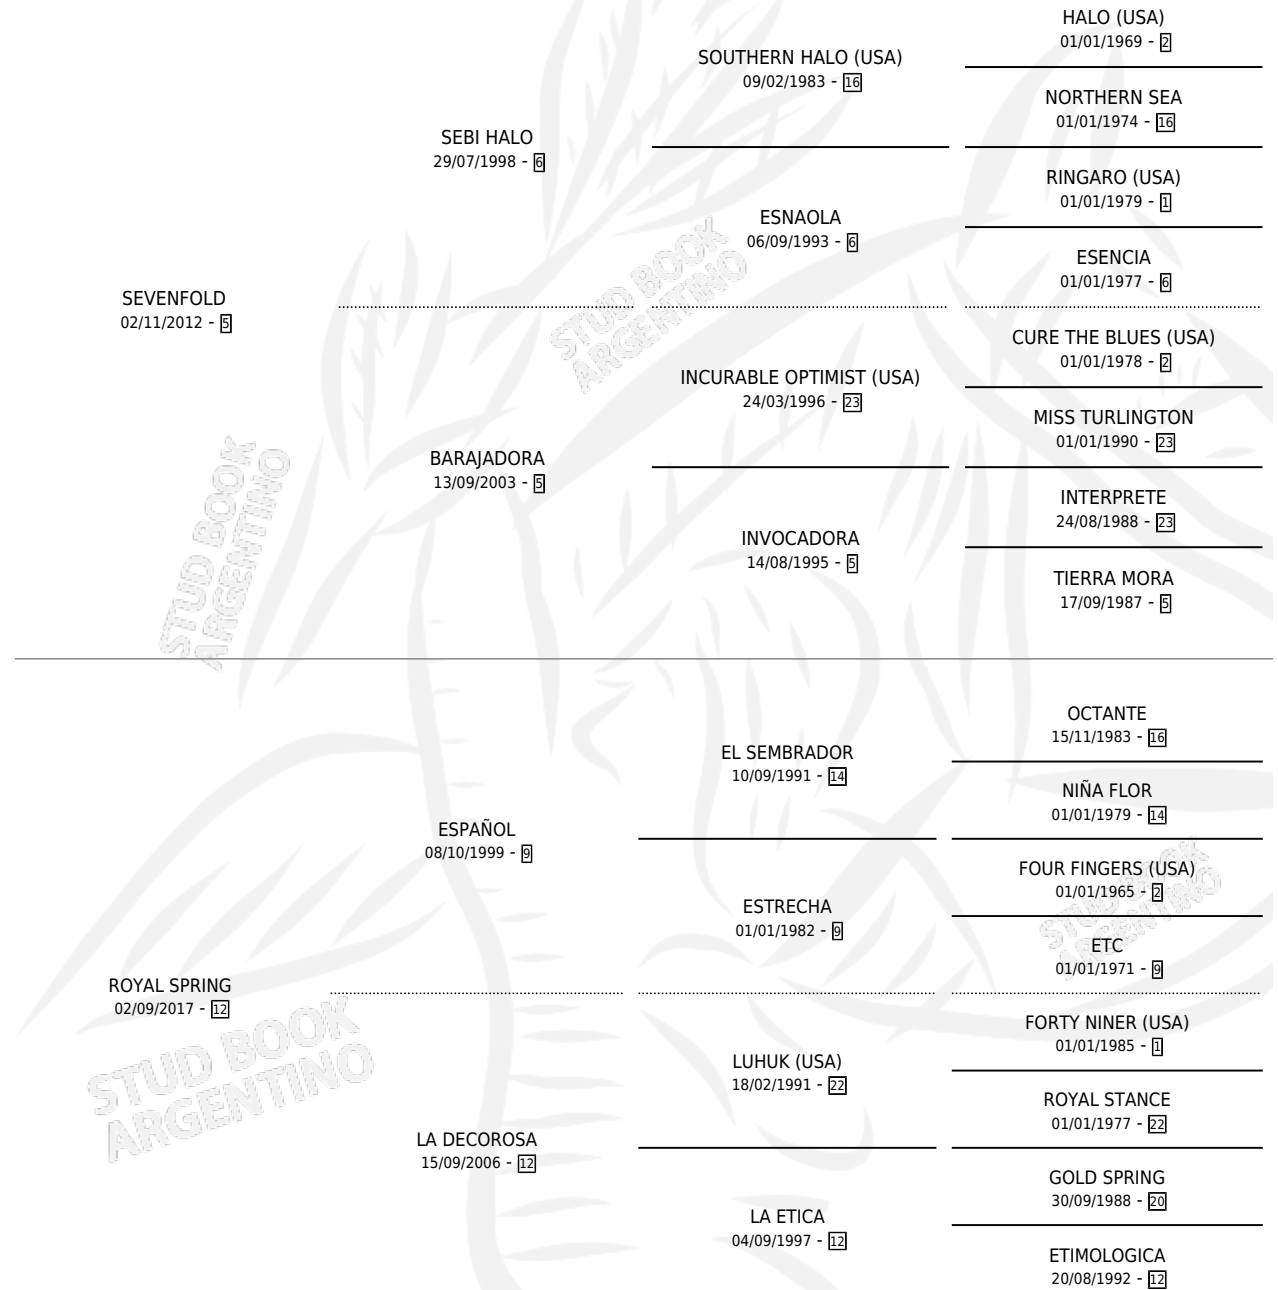 HALO (USA)
01/01/1969 - 2
SOUTHERN HALO (USA)
09/02/1983 - 16
NORTHERN SEA
01/01/1974 - 16
SEBI HALO
29/07/1998 - 6
RINGARO (USA)
01/01/1979 - 1
ESNAOLA
06/09/1993 - 6
ESENCIA
01/01/1977 - 6
SEVENFOLD
02/11/2012 - 5
CURE THE BLUES (USA)
01/01/1978 - 2
INCURABLE OPTIMIST (USA)
24/03/1996 - 23
MISS TURLINGTON
01/01/1990 - 23
BARAJADORA
13/09/2003 - 5
INTERPRETE
24/08/1988 - 23
INVOCADORA
14/08/1995 - 5
TIERRA MORA
17/09/1987 - 5
STUD BOOK
ARGENTINO
STUD BOOK
ARGENTINO
OCTANTE
15/11/1983 - 16
EL SEMBRADOR
10/09/1991 - 14
NIÑA FLOR
01/01/1979 - 14
ESPAÑOL
08/10/1999 - 9
FOUR FINGERS (USA)
01/01/1965 - 2
ESTRECHA
01/01/1982 - 9
ETC
01/01/1971 - 9
ROYAL SPRING
02/09/2017 - 12
FORTY NINER (USA)
01/01/1985 - 1
LUHUK (USA)
18/02/1991 - 22
ROYAL STANCE
01/01/1977 - 22
LA DECOROSA
15/09/2006 - 12
GOLD SPRING
30/09/1988 - 20
LA ETICA
04/09/1997 - 12
ETIMOLOGICA
20/08/1992 - 12
STUD BOOK
ARGENTINO
STUD BOOK
ARGENTINO